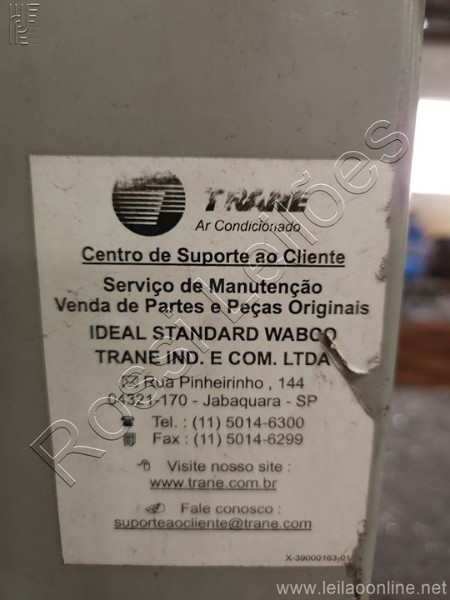 TRANE
Ar Condicionado
Centro de Suporte ao Cliente
Serviço de Manutenção
Venda de Partes e Peças Originais
IDEAL STANDARD WABCO
TRANE IND. E COM. LTDA
Rua Pinheirinho , 144
04321-170 - Jabaquara - SP
Tel. : (11) 5014-6300
Fax : (11) 5014-6299
Visite nosso site :
www.trane.com.br
Fale conosco :
suporteaocliente@trane.com
X-39000163-01
Rossi Leilões
www.leilaoonline.net